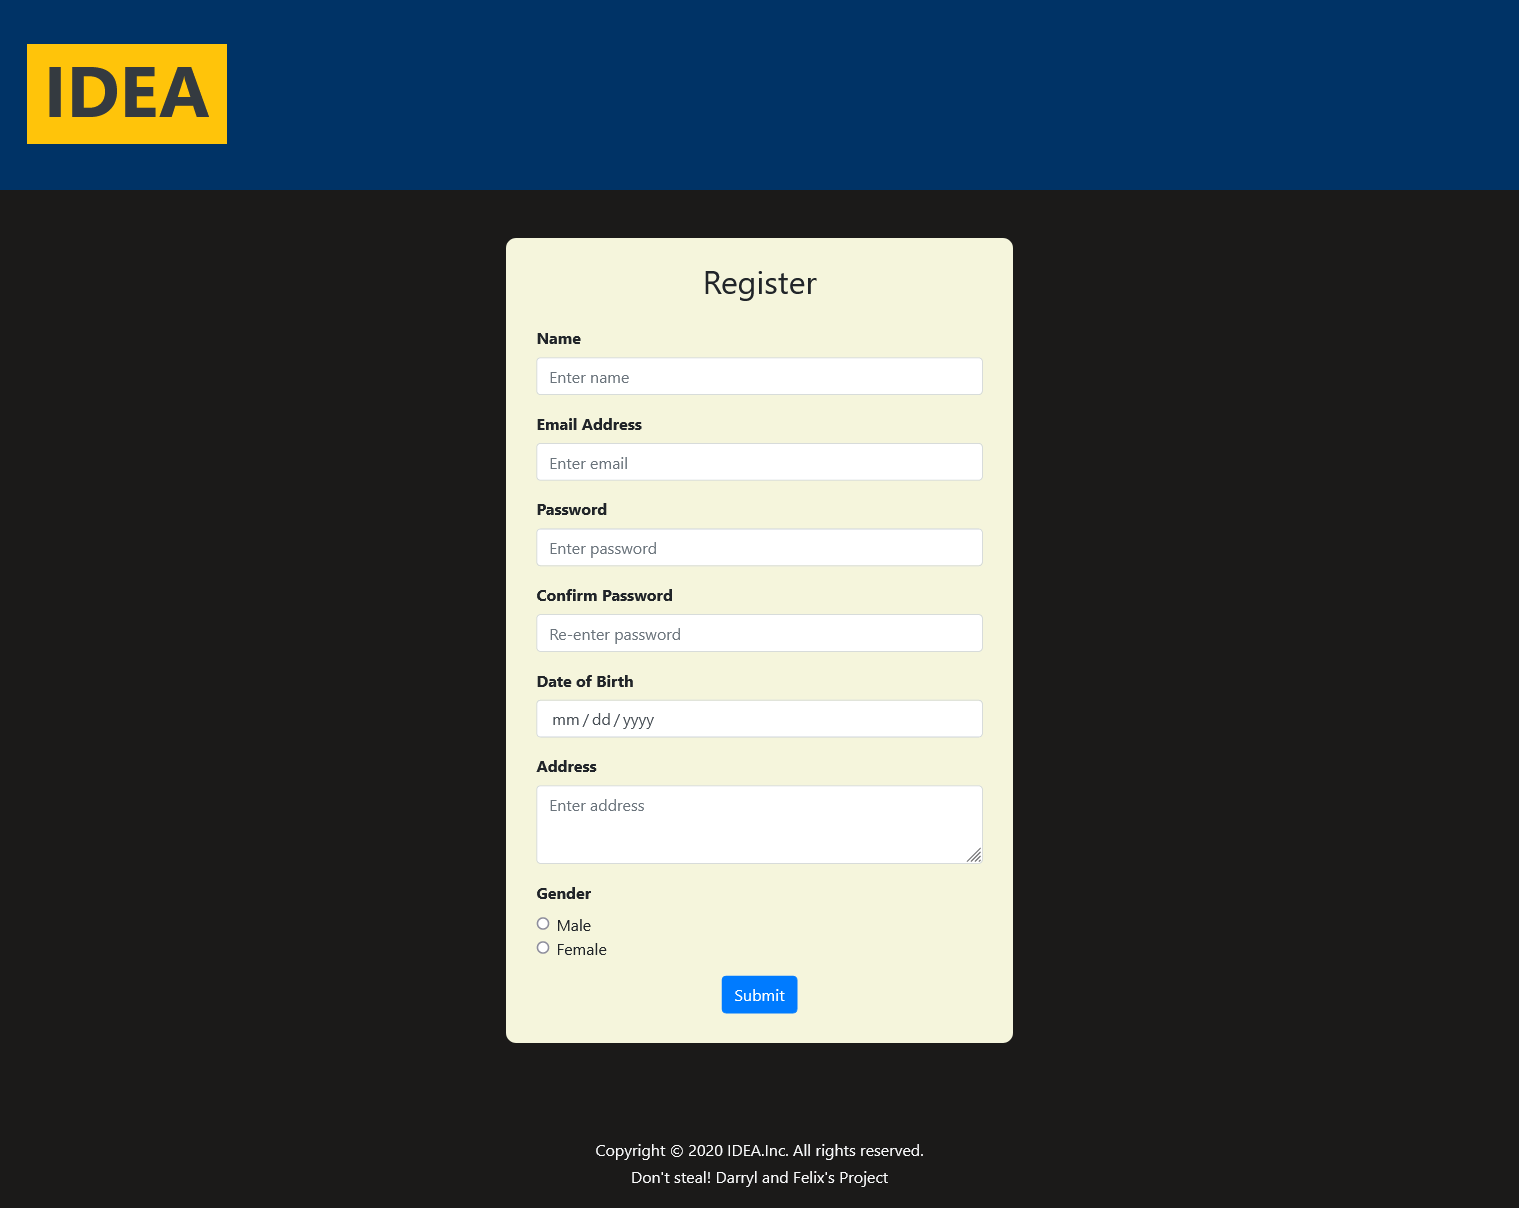 IDEA
Register
Name
Enter name
Email Address
Enter email
Password
Enter password
Confirm Password
Re-enter password
Date of Birth
mm/dd/yyyy
Address
Enter address
Gender
Male
Female
Submit
Copyright © 2020 IDEA.Inc. All rights reserved.
Don't steal! Darryl and Felix's Project